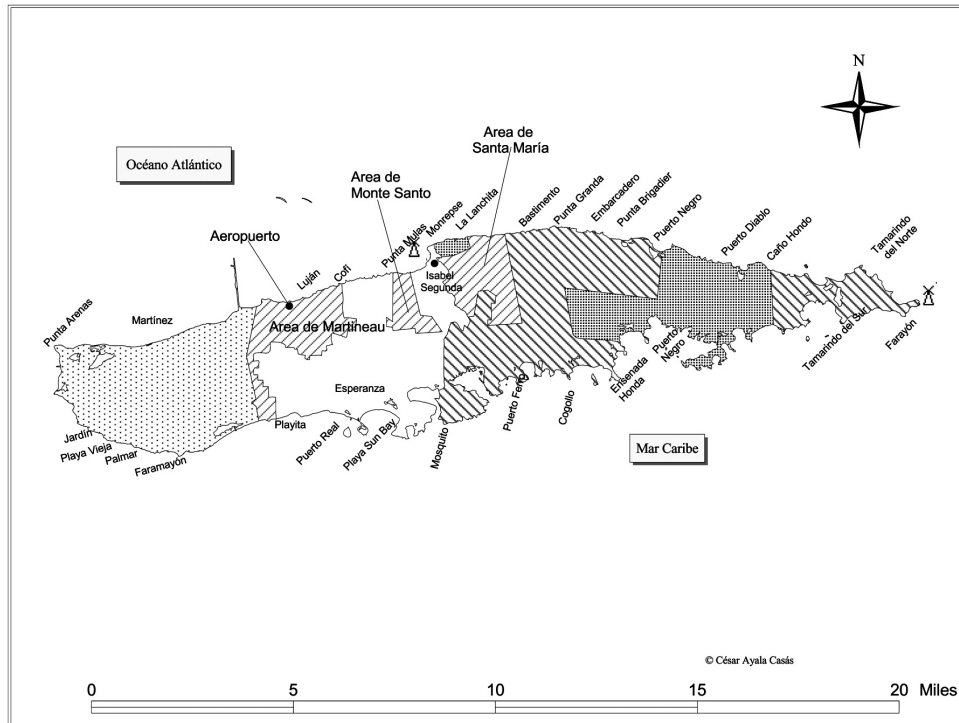 N
Area de
Santa María
Océano Atlántico
Area de
Monte Santo
Aeropuerto
Punta Arenas
Martínez
Luján
Cofi
Punta Mulas
Monrepse
La Lanchita
Bastimento
Punta Granda
Embarcadero
Punta Brigadier
Puerto Negro
Puerto Diablo
Caño Hondo
Tamarindo
del Norte
Isabel
Segunda
Area de Martineau
Farayón
Tamarindo del Sur
Puerto
Negro
Ensenada
Honda
Cogollo
Puerto Ferro
Mosquito
Esperanza
Playita
Puerto Real
Playa Sun Bay
Jardín
Playa Vieja
Palmar
Faramayón
Mar Caribe
© César Ayala Casás
0 5 10 15 20 Miles